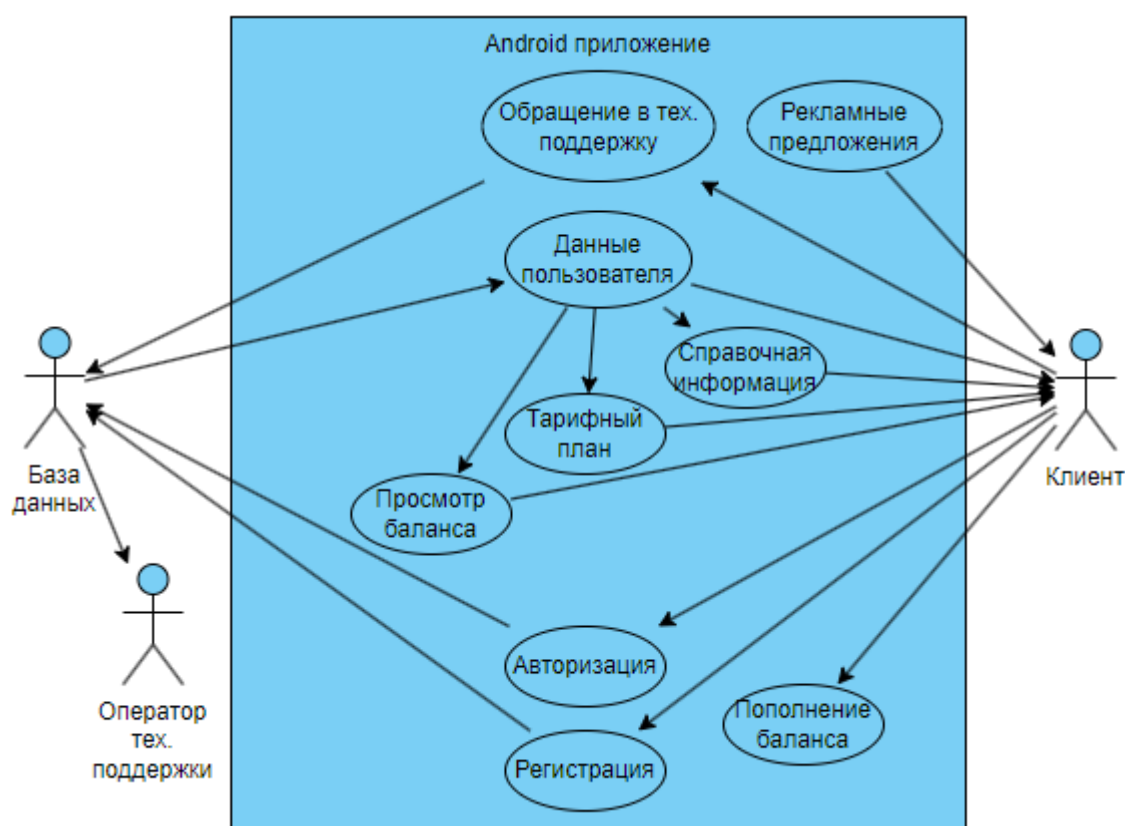 Android приложение
Обращение в тех.
поддержку
Рекламные
предложения
Данные
пользователя
Справочная
информация
Тарифный
план
Просмотр
баланса
База
данных
Клиент
Авторизация
Оператор
тех.
поддержки
Пополнение
баланса
Регистрация